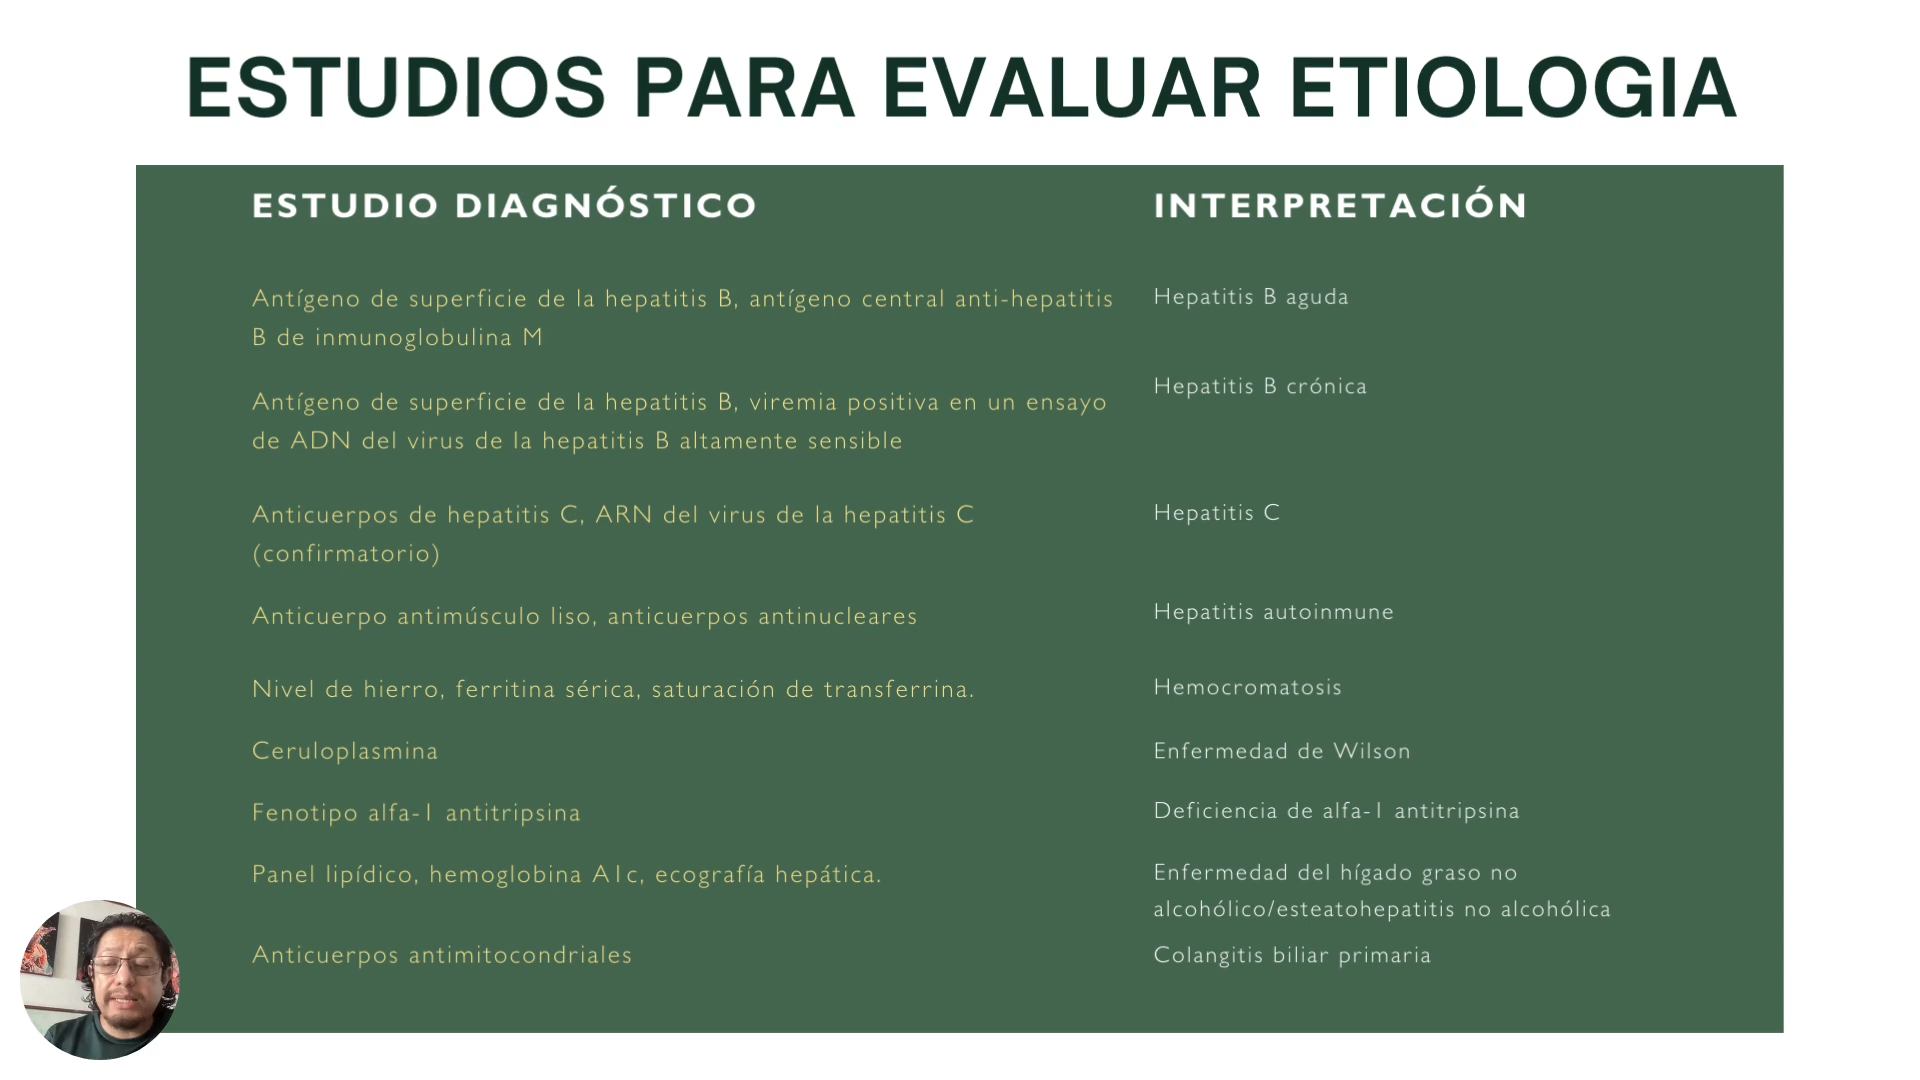 ESTUDIOS PARA EVALUAR ETIOLOGIA
ESTUDIO DIAGNÓSTICO
INTERPRETACIÓN
Antígeno de superficie de la hepatitis B, antígeno central anti-hepatitis
B de inmunoglobulina M
Hepatitis B aguda
Antígeno de superficie de la hepatitis B, viremia positiva en un ensayo
de ADN del virus de la hepatitis B altamente sensible
Hepatitis B crónica
Anticuerpos de hepatitis C, ARN del virus de la hepatitis C
(confirmatorio)
Hepatitis C
Anticuerpo antimúsculo liso, anticuerpos antinucleares
Hepatitis autoinmune
Nivel de hierro, ferritina sérica, saturación de transferrina.
Hemocromatosis
Ceruloplasmina
Enfermedad de Wilson
Fenotipo alfa-1 antitripsina
Deficiencia de alfa-1 antitripsina
Panel lipídico, hemoglobina A1c, ecografía hepática.
Enfermedad del hígado graso no
alcohólico/esteatohepatitis no alcohólica
Anticuerpos antimitocondriales
Colangitis biliar primaria